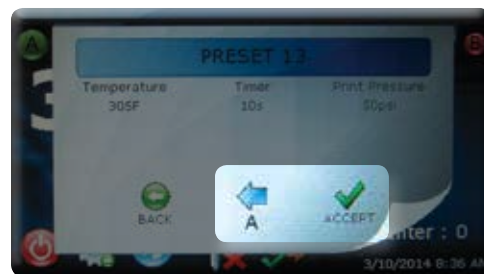 A
B
PRESET 13
Temperature Timer Print Pressure
305F 10s 50psi
BACK A ACCEPT
nter : 0
3/10/2014 8:36 AM